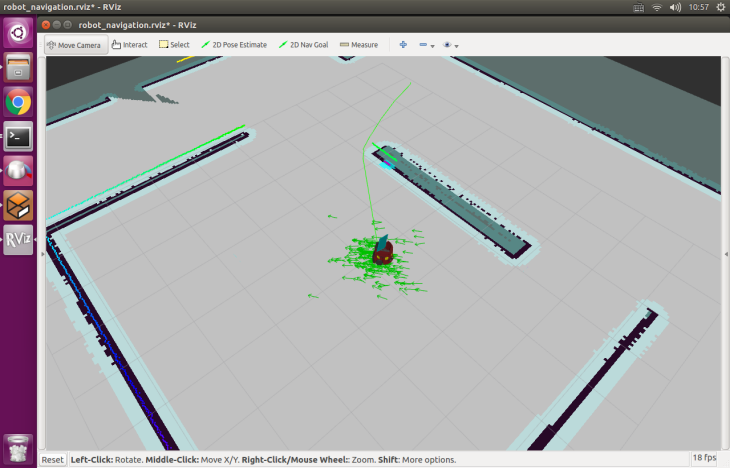 robot_navigation.rviz* - RViz
10:57
robot_navigation.rviz* - RViz
Move Camera Interact Select 2D Pose Estimate 2D Nav Goal Measure
RViz
Reset Left-Click: Rotate. Middle-Click: Move X/Y. Right-Click/Mouse Wheel:: Zoom. Shift: More options. 18 fps